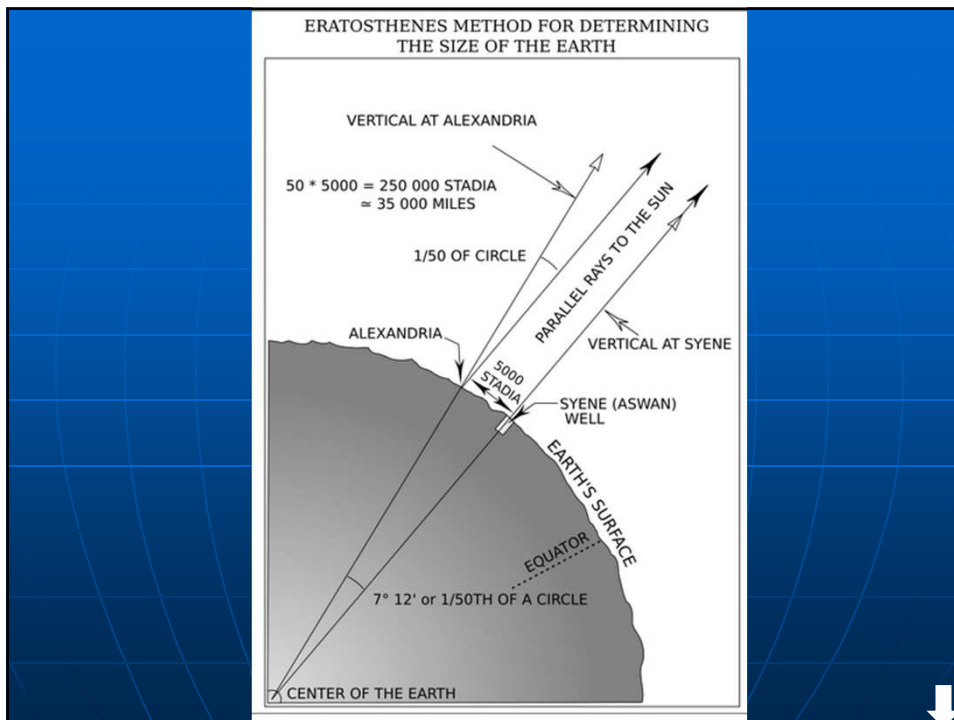 ERATOSTHENES METHOD FOR DETERMINING
THE SIZE OF THE EARTH
VERTICAL AT ALEXANDRIA
50 * 5000 = 250 000 STADIA
≃ 35 000 MILES
1/50 OF CIRCLE
PARALLEL RAYS TO THE SUN
ALEXANDRIA
VERTICAL AT SYENE
5000
STADIA
SYENE (ASWAN)
WELL
EARTH'S SURFACE
EQUATOR
7° 12' or 1/50TH OF A CIRCLE
CENTER OF THE EARTH